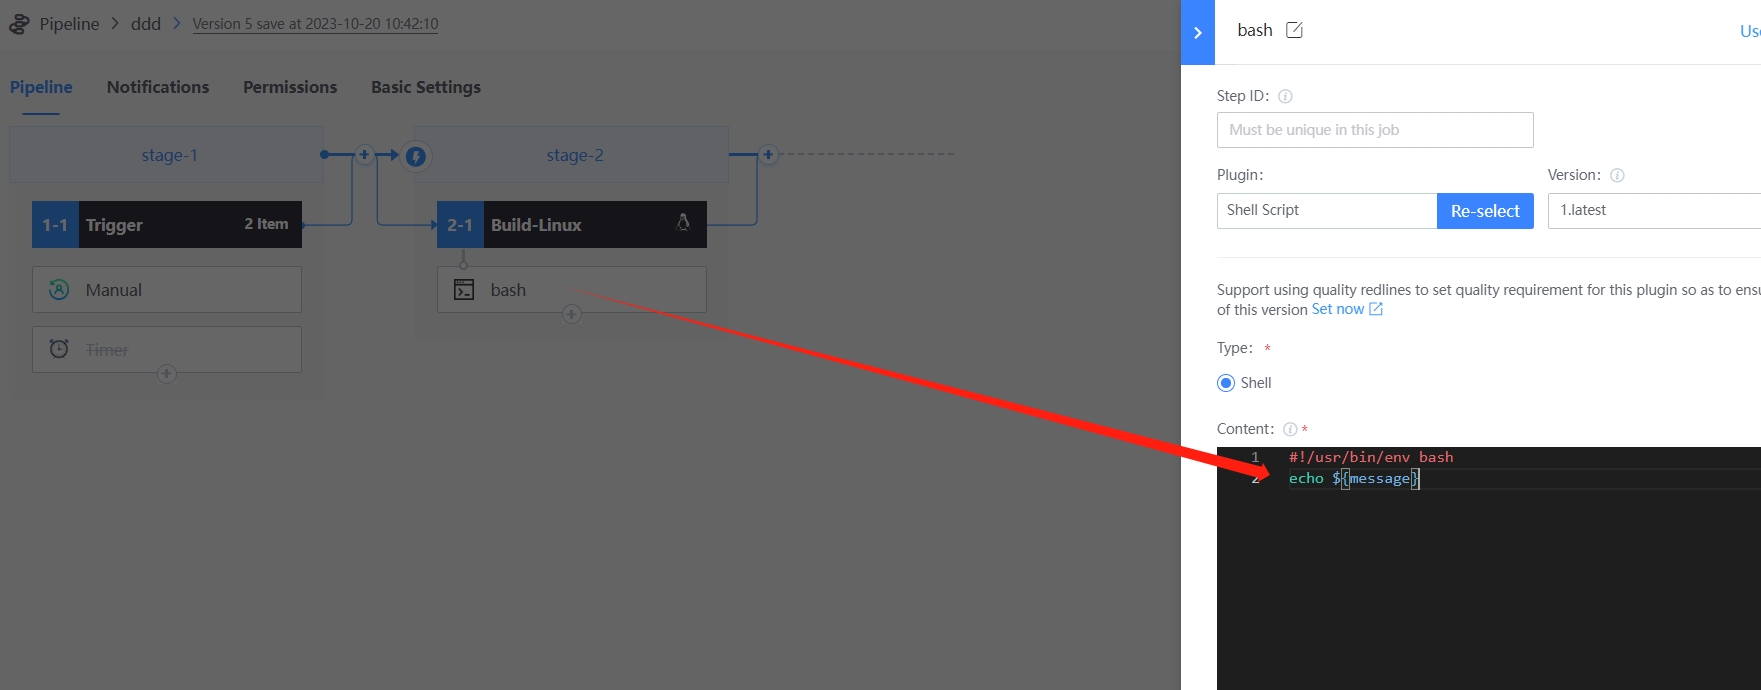 Pipeline > ddd > Version 5 save at 2023-10-20 10:42:10
Pipeline Notifications Permissions Basic Settings
stage-1
stage-2
1-1 Trigger 2 Item
Manual
Timer
2-1 Build-Linux
bash
bash
Step ID:
Must be unique in this job
Plugin:
Version:
Shell Script
Re-select
1.latest
Support using quality redlines to set quality requirement for this plugin so as to ensu
of this version Set now
Type: *
Shell
Content: *
1 #!/usr/bin/env bash
2 echo ${message}